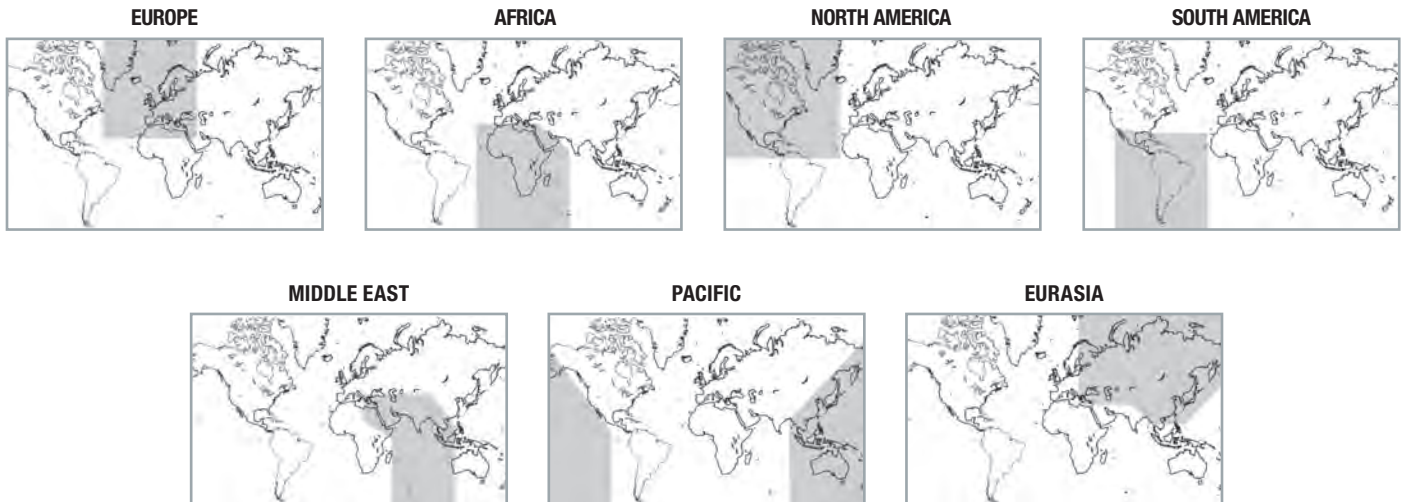 EUROPE
AFRICA
NORTH AMERICA
SOUTH AMERICA
MIDDLE EAST
PACIFIC
EURASIA